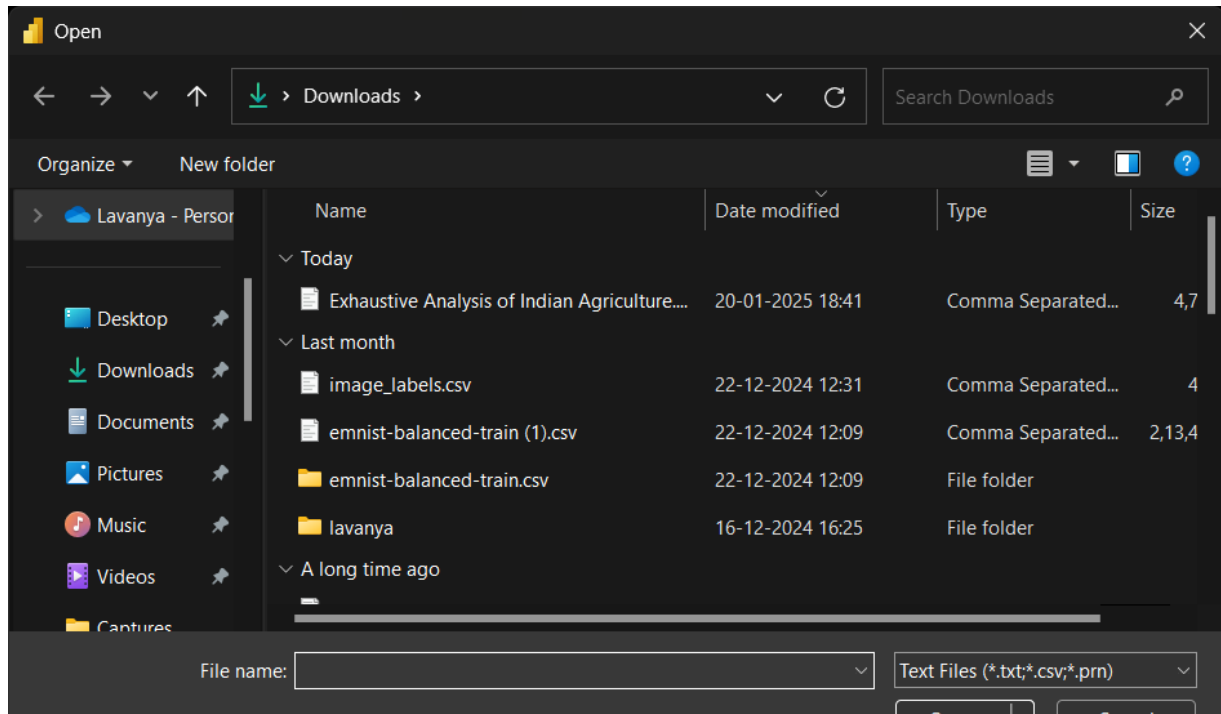 Open
Downloads
Search Downloads
Organize New folder
Lavanya - Persor
Name Date modified Type Size
Today
Exhaustive Analysis of Indian Agriculture.... 20-01-2025 18:41 Comma Separated... 4,7
Last month
image_labels.csv 22-12-2024 12:31 Comma Separated... 4
emnist-balanced-train (1).csv 22-12-2024 12:09 Comma Separated... 2,13,4
emnist-balanced-train.csv 22-12-2024 12:09 File folder
lavanya 16-12-2024 16:25 File folder
A long time ago
Desktop
Downloads
Documents
Pictures
Music
Videos
Captures
File name: Text Files (*.txt;*.csv;*.prn)